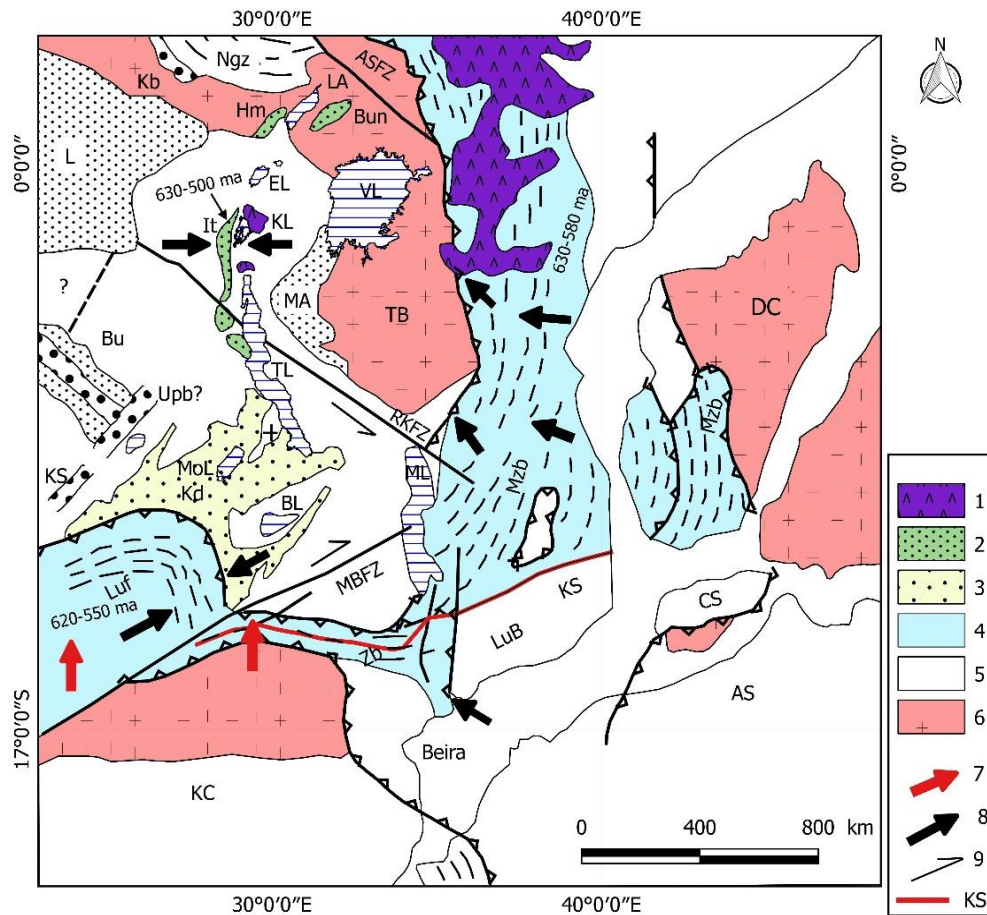 30°0′0″E 40°0′0″E
N
Ngz
ASFZ
Kb
LA
Hm
Bun
L
0°0′0″
0°0′0″
630-500 ma
EL
VL
It
KL
630-580 ma
?
MA
TB
DC
Bu
TL
Upb?
RKFZ
Mzb
KS
MoL
Kd
ML
Mzb
BL
Luf
MBFZ
620-550 ma
KS
CS
Zb
LuB
AS
17°0′0″S
Beira
KC
0 400 800 km
30°0′0″E 40°0′0″E
1
2
3
4
5
6
7
8
9
KS